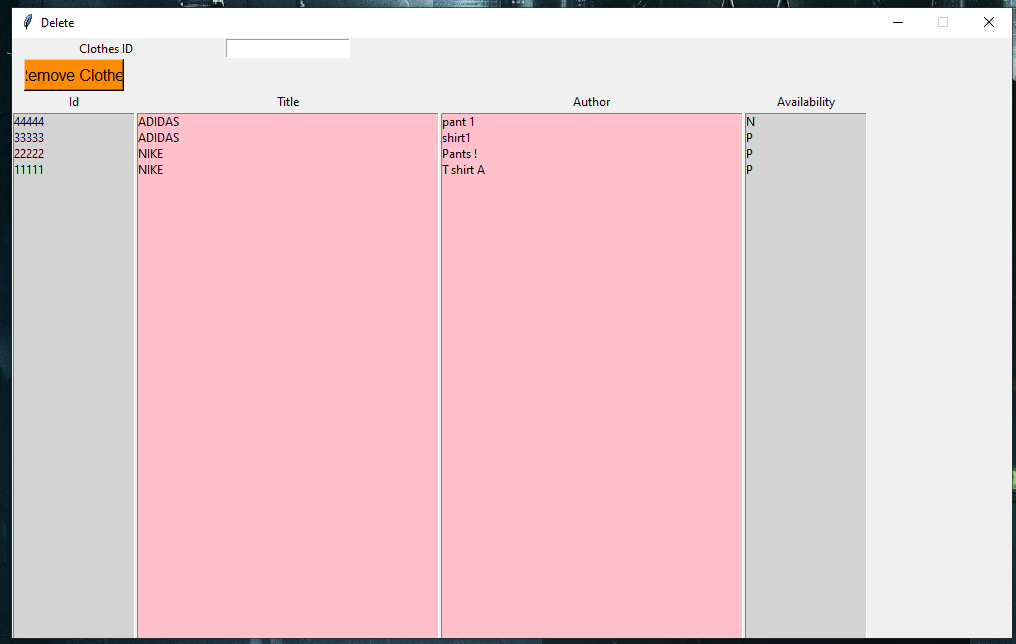 Delete
Clothes ID
Remove Clothe
Id Title Author Availability
44444 ADIDAS pant 1 N
33333 ADIDAS shirt1 P
22222 NIKE Pants ! P
11111 NIKE T shirt A P